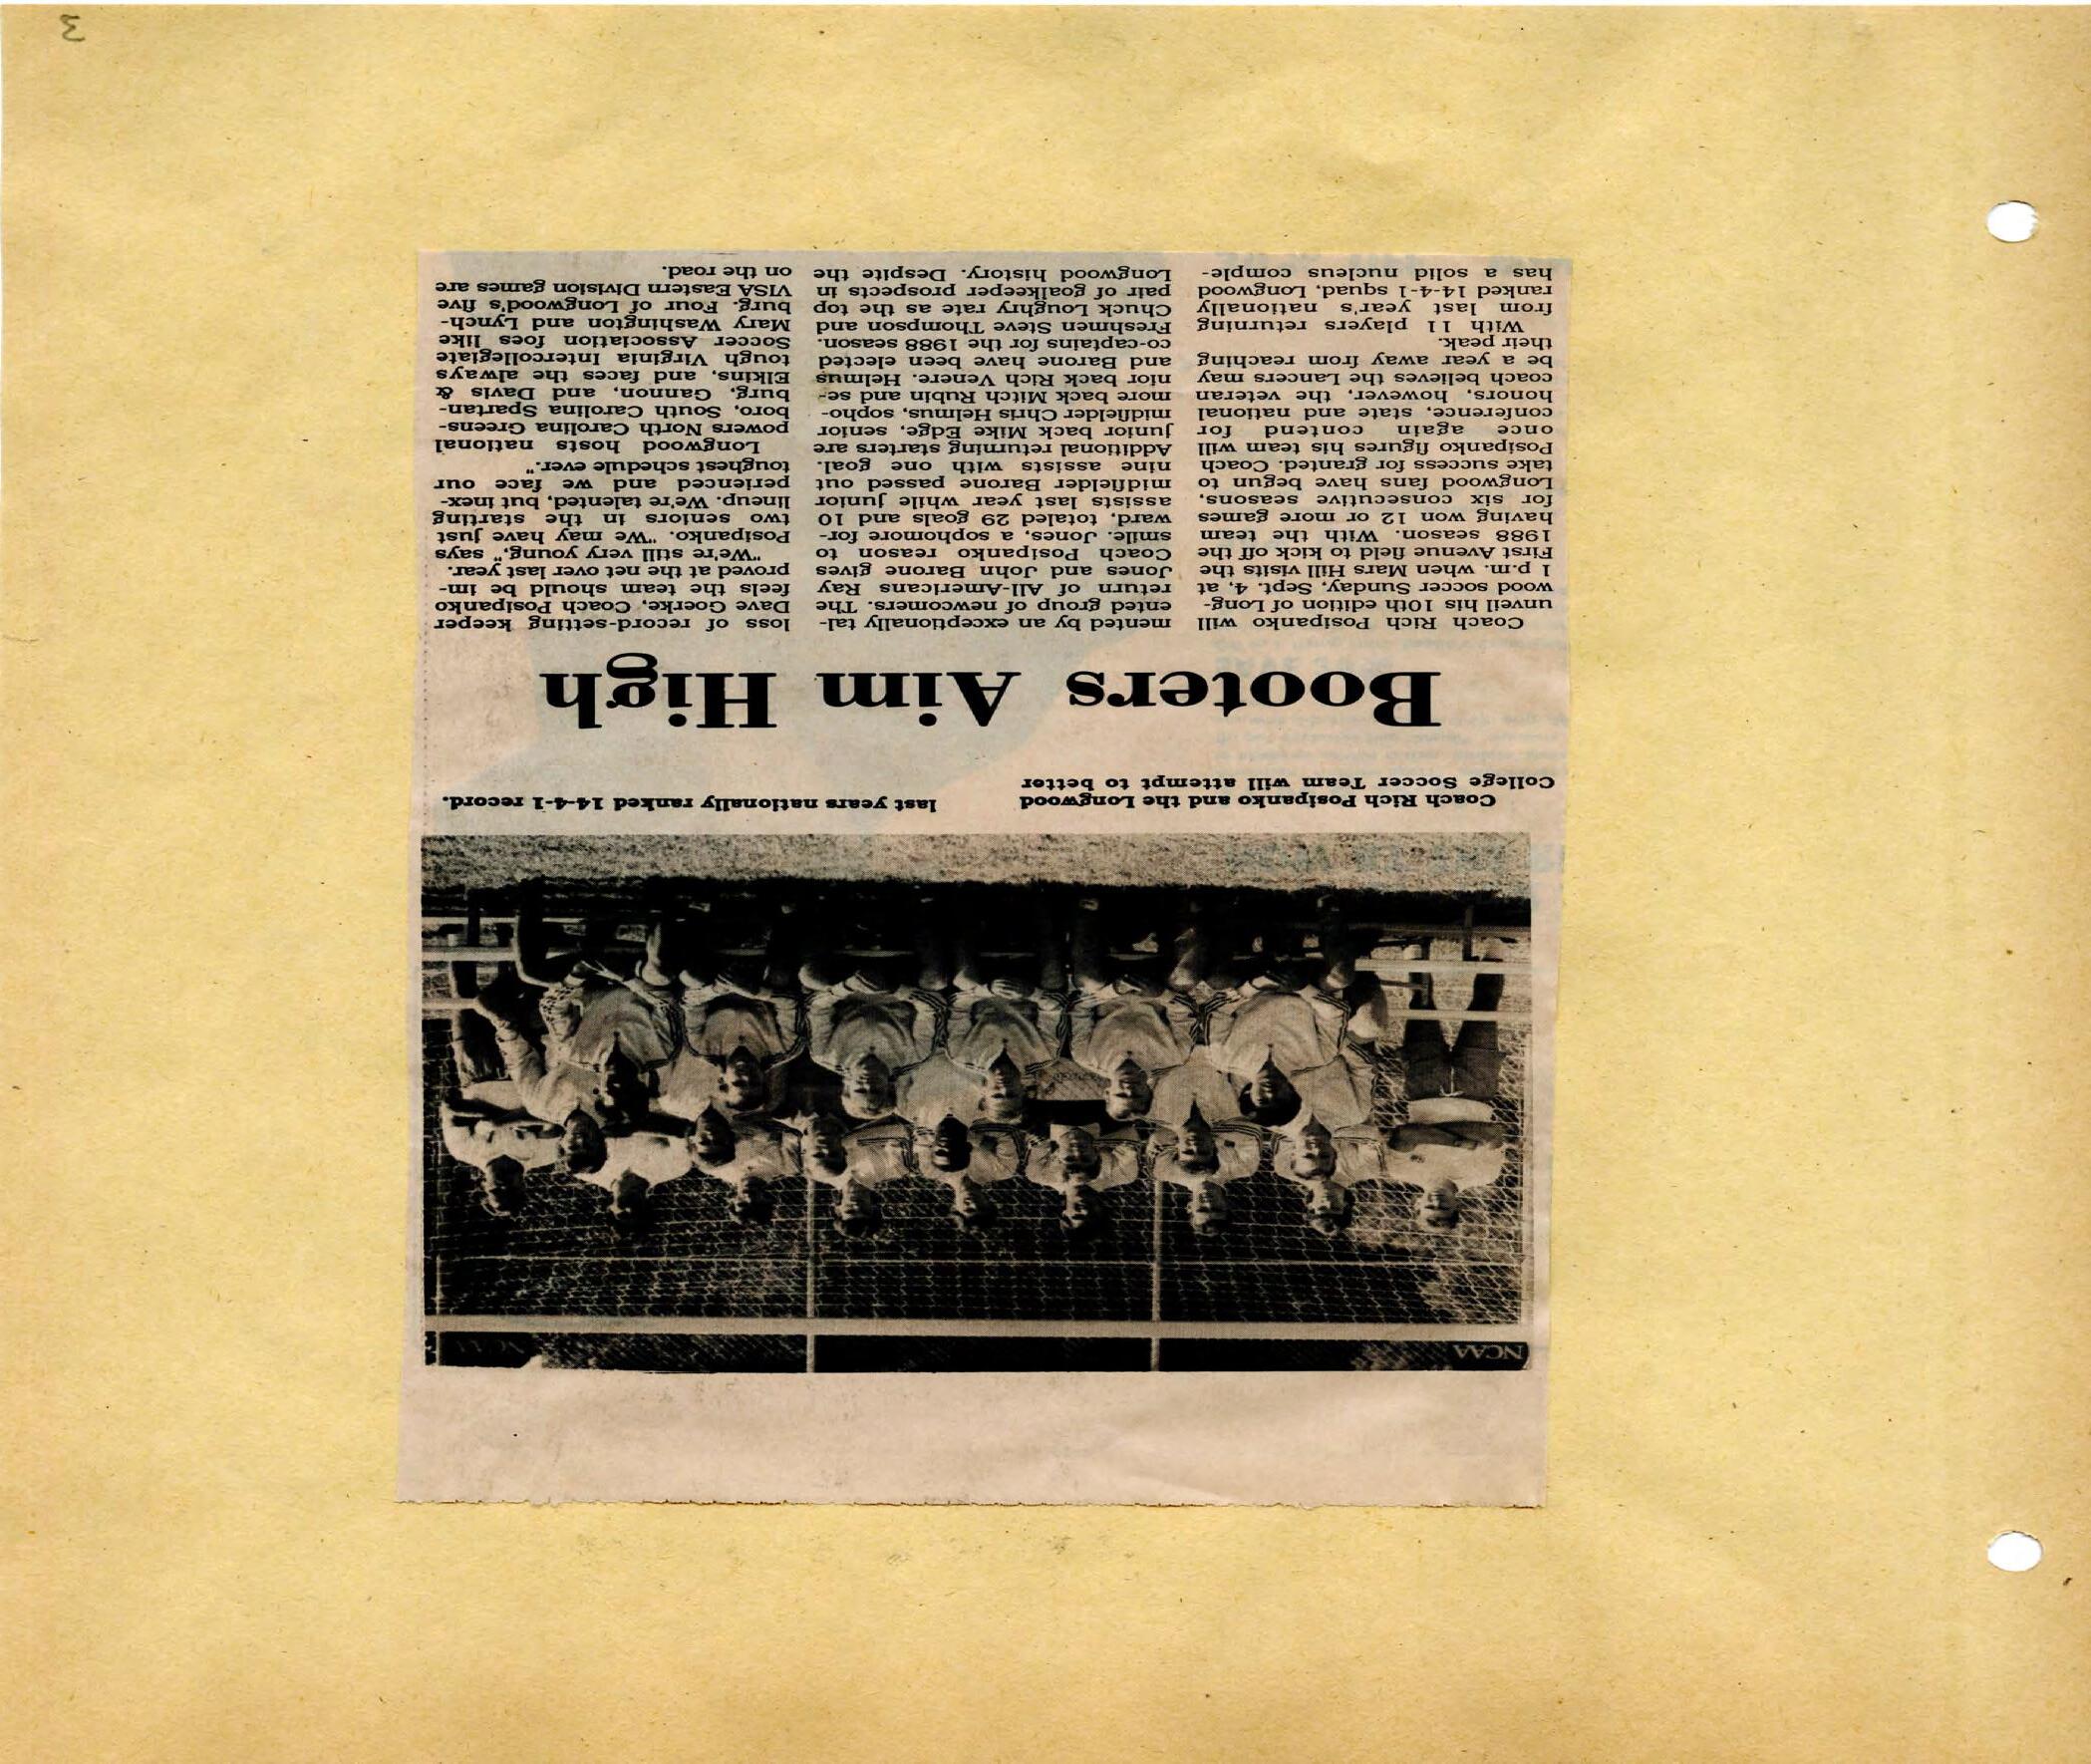 NCAA
Coach Rich Posipanko and the Longwood
College Soccer Team will attempt to better
last years nationally ranked 14-4-1 record.
Booters Aim High
Coach Rich Posipanko will
unveil his 10th edition of Long-
wood soccer Sunday, Sept. 4, at
1 p.m. when Mars Hill visits the
First Avenue field to kick off the
1988 season. With the team
having won 12 or more games
for six consecutive seasons,
Longwood fans have begun to
take success for granted. Coach
Posipanko figures his team will
once again contend for
conference, state and national
honors, however, the veteran
coach believes the Lancers may
be a year away from reaching
their peak.
With 11 players returning
from last year's nationally
ranked 14-4-1 squad, Longwood
has a solid nucleus comple-
mented by an exceptionally tal-
ented group of newcomers. The
return of All-Americans Ray
Jones and John Barone gives
Coach Posipanko reason to
smile. Jones, a sophomore for-
ward, totaled 29 goals and 10
assists last year while junior
midfielder Barone passed out
nine assists with one goal.
Additional returning starters are
junior back Mike Edge, senior
midfielder Chris Helmus, sopho-
more back Mitch Rubin and se-
nior back Rich Venere. Helmus
and Barone have been elected
co-captains for the 1988 season.
Freshmen Steve Thompson and
Chuck Loughry rate as the top
pair of goalkeeper prospects in
Longwood history. Despite the
loss of record-setting keeper
Dave Goerke, Coach Posipanko
feels the team should be im-
proved at the net over last year.
"We're still very young," says
Posipanko. "We may have just
two seniors in the starting
lineup. We're talented, but inex-
perienced and we face our
toughest schedule ever."
Longwood hosts national
powers North Carolina Greens-
boro, South Carolina Spartan-
burg, Gannon, and Davis &
Elkins, and faces the always
tough Virginia Intercollegiate
Soccer Association foes like
Mary Washington and Lynch-
burg. Four of Longwood's five
VISA Eastern Division games are
on the road.
3